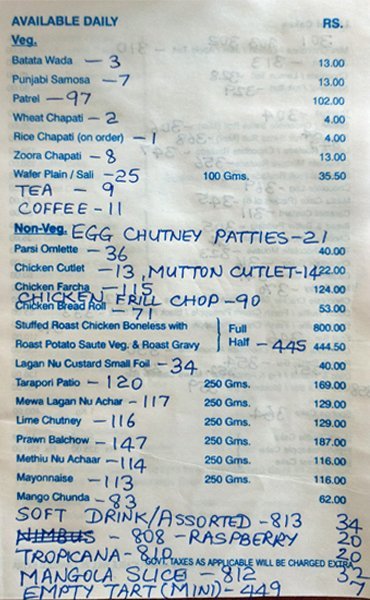 AVAILABLE DAILY RS.
Veg.
Batata Wada - 3 13.00
Punjabi Samosa - 7 13.00
Patrel - 97 102.00
Wheat Chapati - 2 4.00
Rice Chapati (on order) - 1 4.00
Zoora Chapati - 8 13.00
Wafer Plain / Sali - 25 100 Gms. 35.50
TEA - 9
COFFEE - 11
Non-Veg. EGG CHUTNEY PATTIES - 21
Parsi Omlette - 36 40.00
Chicken Cutlet - 13, MUTTON CUTLET - 14 22.00
Chicken Farcha - 115 124.00
CHICKEN FRILL CHOP - 90
Chicken Bread Roll - 71 53.00
Stuffed Roast Chicken Boneless with Full 800.00
Roast Potato Saute Veg. & Roast Gravy Half - 445 444.50
Lagan Nu Custard Small Foil - 34 40.00
Tarapori Patio - 120 250 Gms. 169.00
Mewa Lagan Nu Achar - 117 250 Gms. 129.00
Lime Chutney - 116 250 Gms. 129.00
Prawn Balchow - 147 250 Gms. 187.00
Methiu Nu Achaar - 114 250 Gms. 116.00
Mayonnaise - 113 250 Gms. 116.00
Mango Chunda - 83 62.00
SOFT DRINK/ASSORTED - 813 34
NIMBUS - 808 - RASPBERRY 20
TROPICANA - 810 20
GOVT. TAXES AS APPLICABLE WILL BE CHARGED EXTRA
MANGOLA SLICE - 812 32
EMPTY TART (MINI) - 449 7